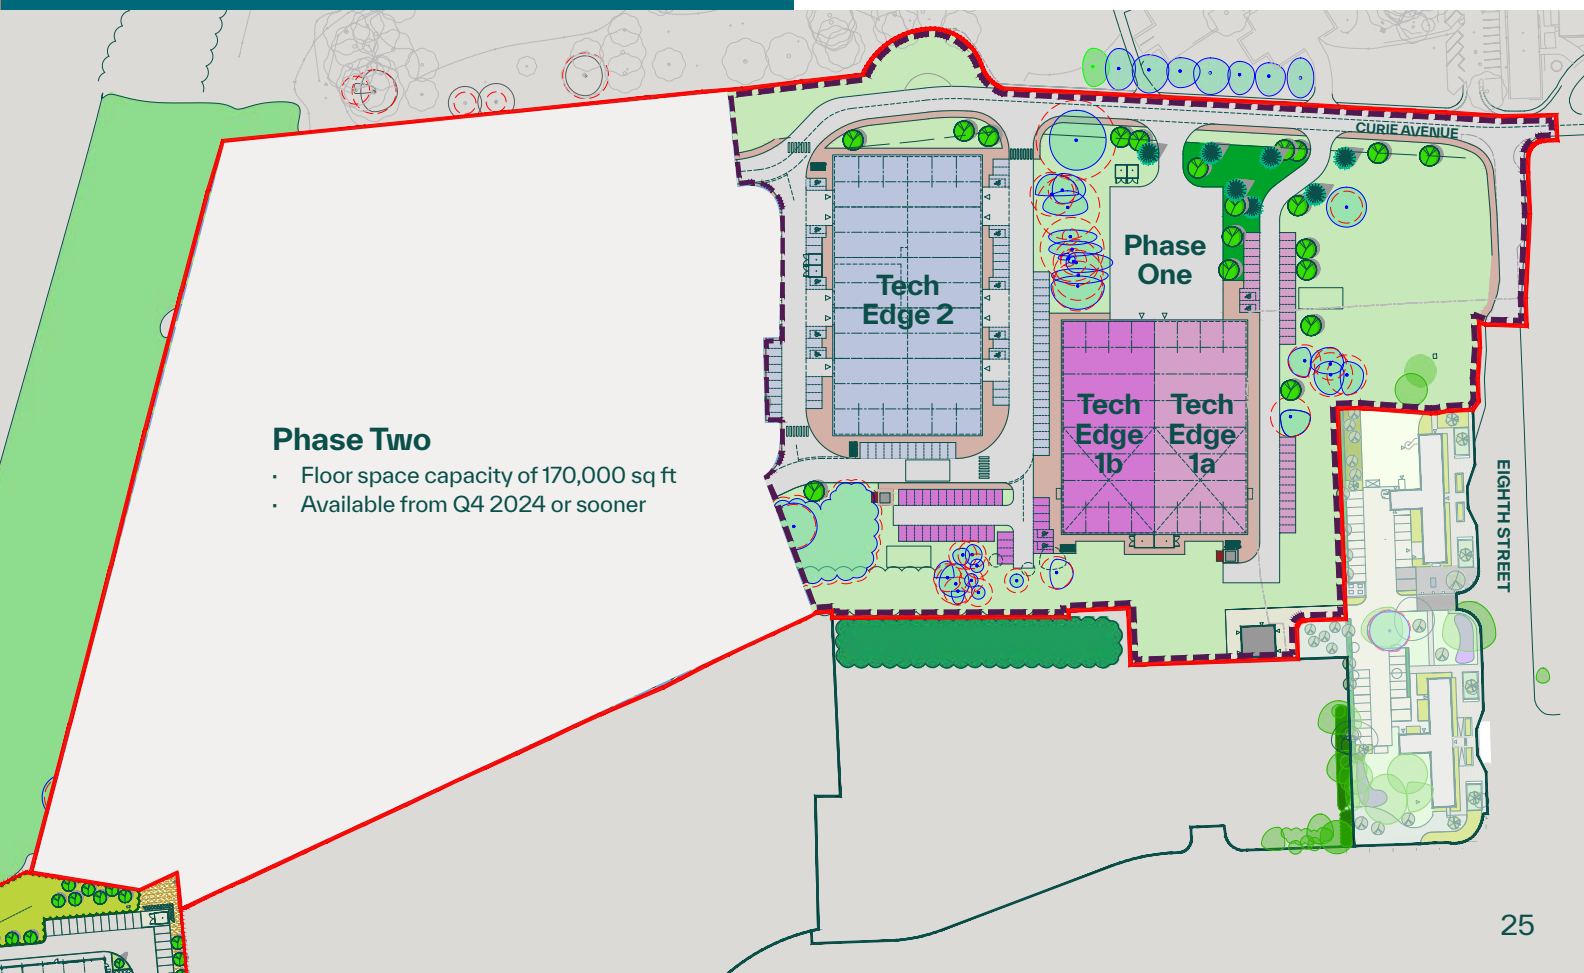 CURIE AVENUE
Phase
One
Tech
Edge 2
Tech
Edge
1b
Tech
Edge
1a
Phase Two
· Floor space capacity of 170,000 sq ft
· Available from Q4 2024 or sooner
EIGHTH STREET
25